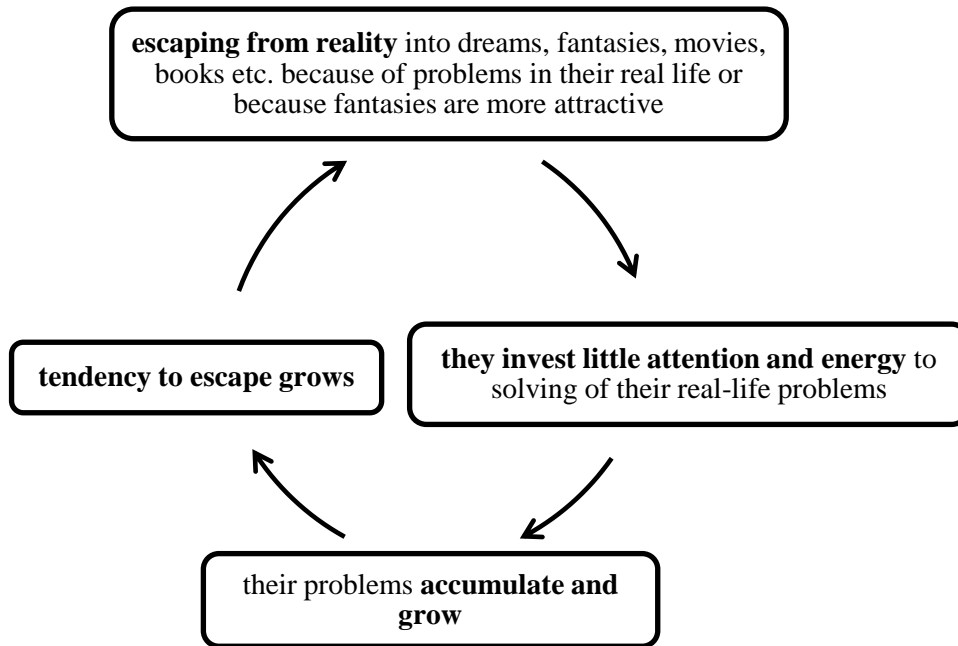 escaping from reality into dreams, fantasies, movies,
books etc. because of problems in their real life or
because fantasies are more attractive
they invest little attention and energy to
solving of their real-life problems
their problems accumulate and
grow
tendency to escape grows